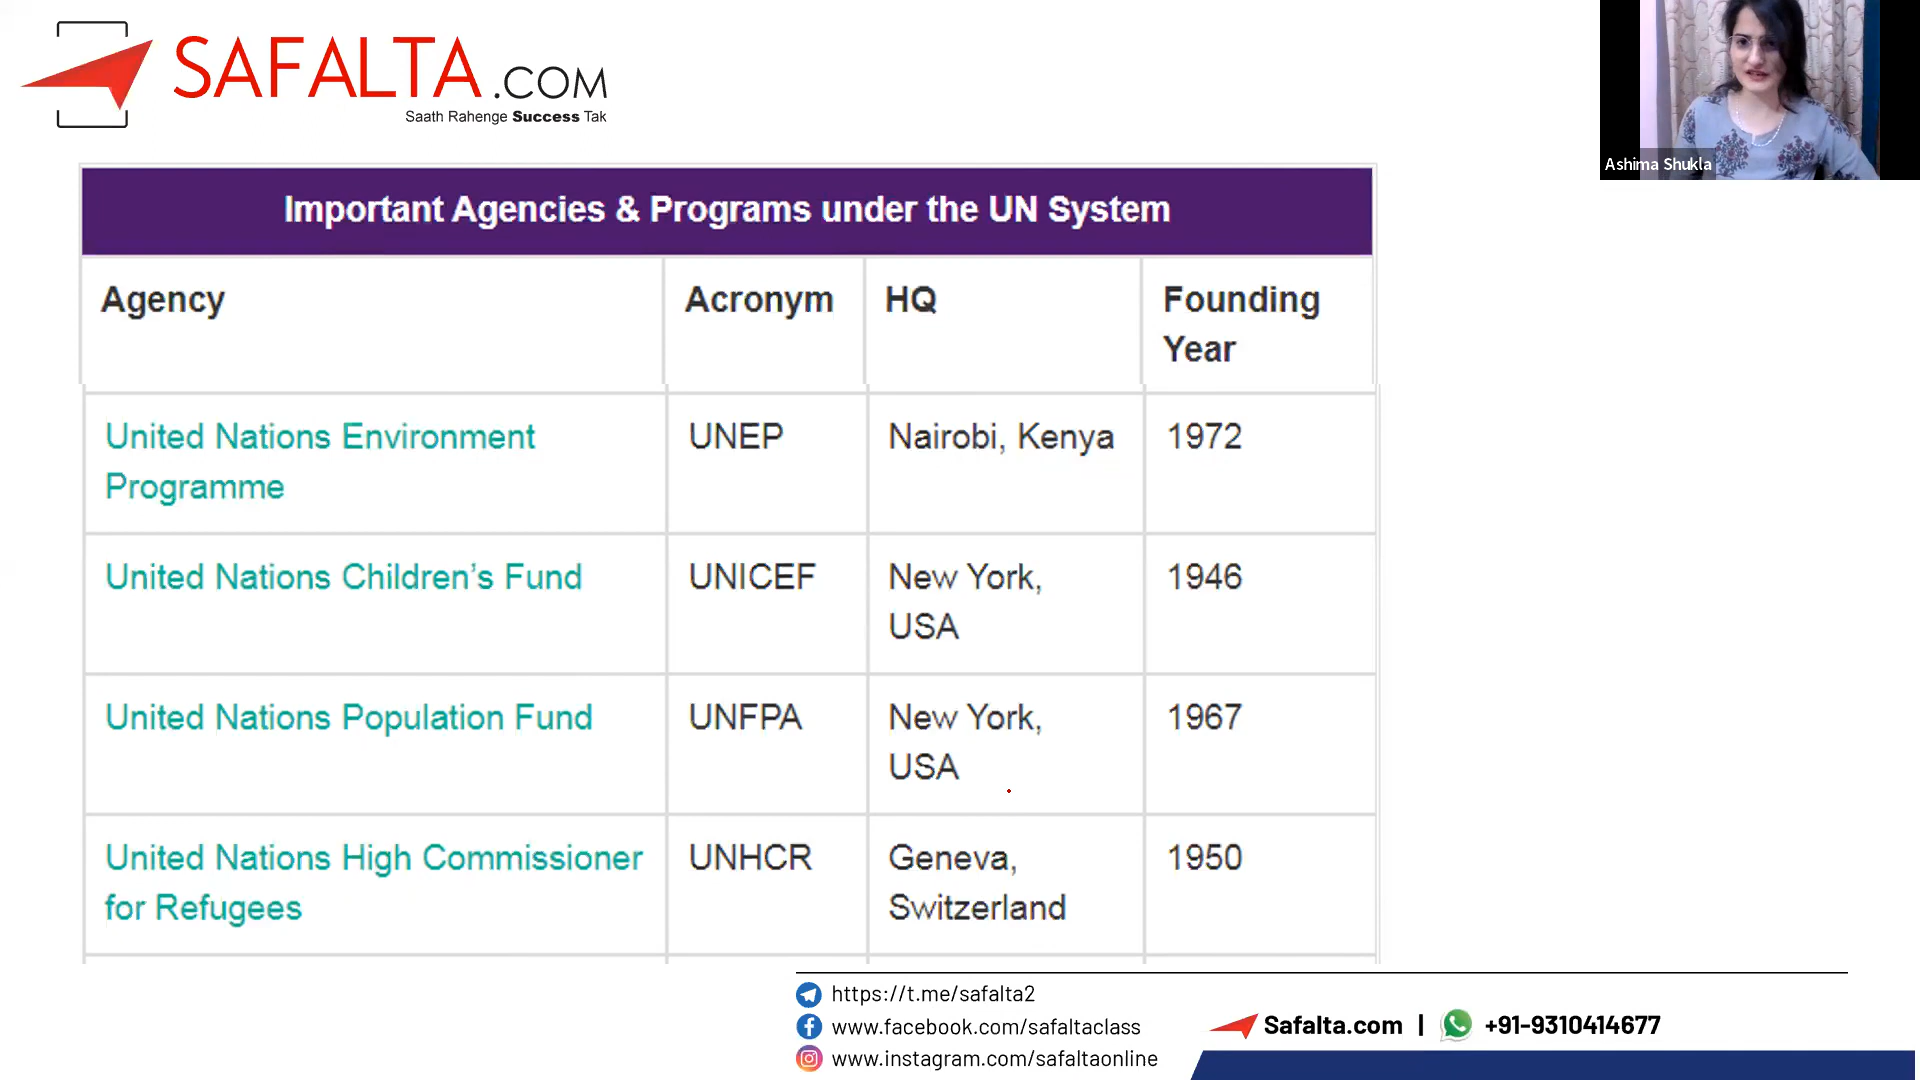 SAFALTA.COM
Saath Rahenge Success Tak
Ashima Shukla
Important Agencies & Programs under the UN System
Agency Acronym HQ Founding
Year
United Nations Environment UNEP Nairobi, Kenya 1972
Programme
United Nations Children's Fund UNICEF New York, 1946
USA
United Nations Population Fund UNFPA New York, 1967
USA
United Nations High Commissioner UNHCR Geneva, 1950
for Refugees Switzerland
https://t.me/safalta2
www.facebook.com/safaltaclass
www.instagram.com/safaltaonline
Safalta.com | +91-9310414677